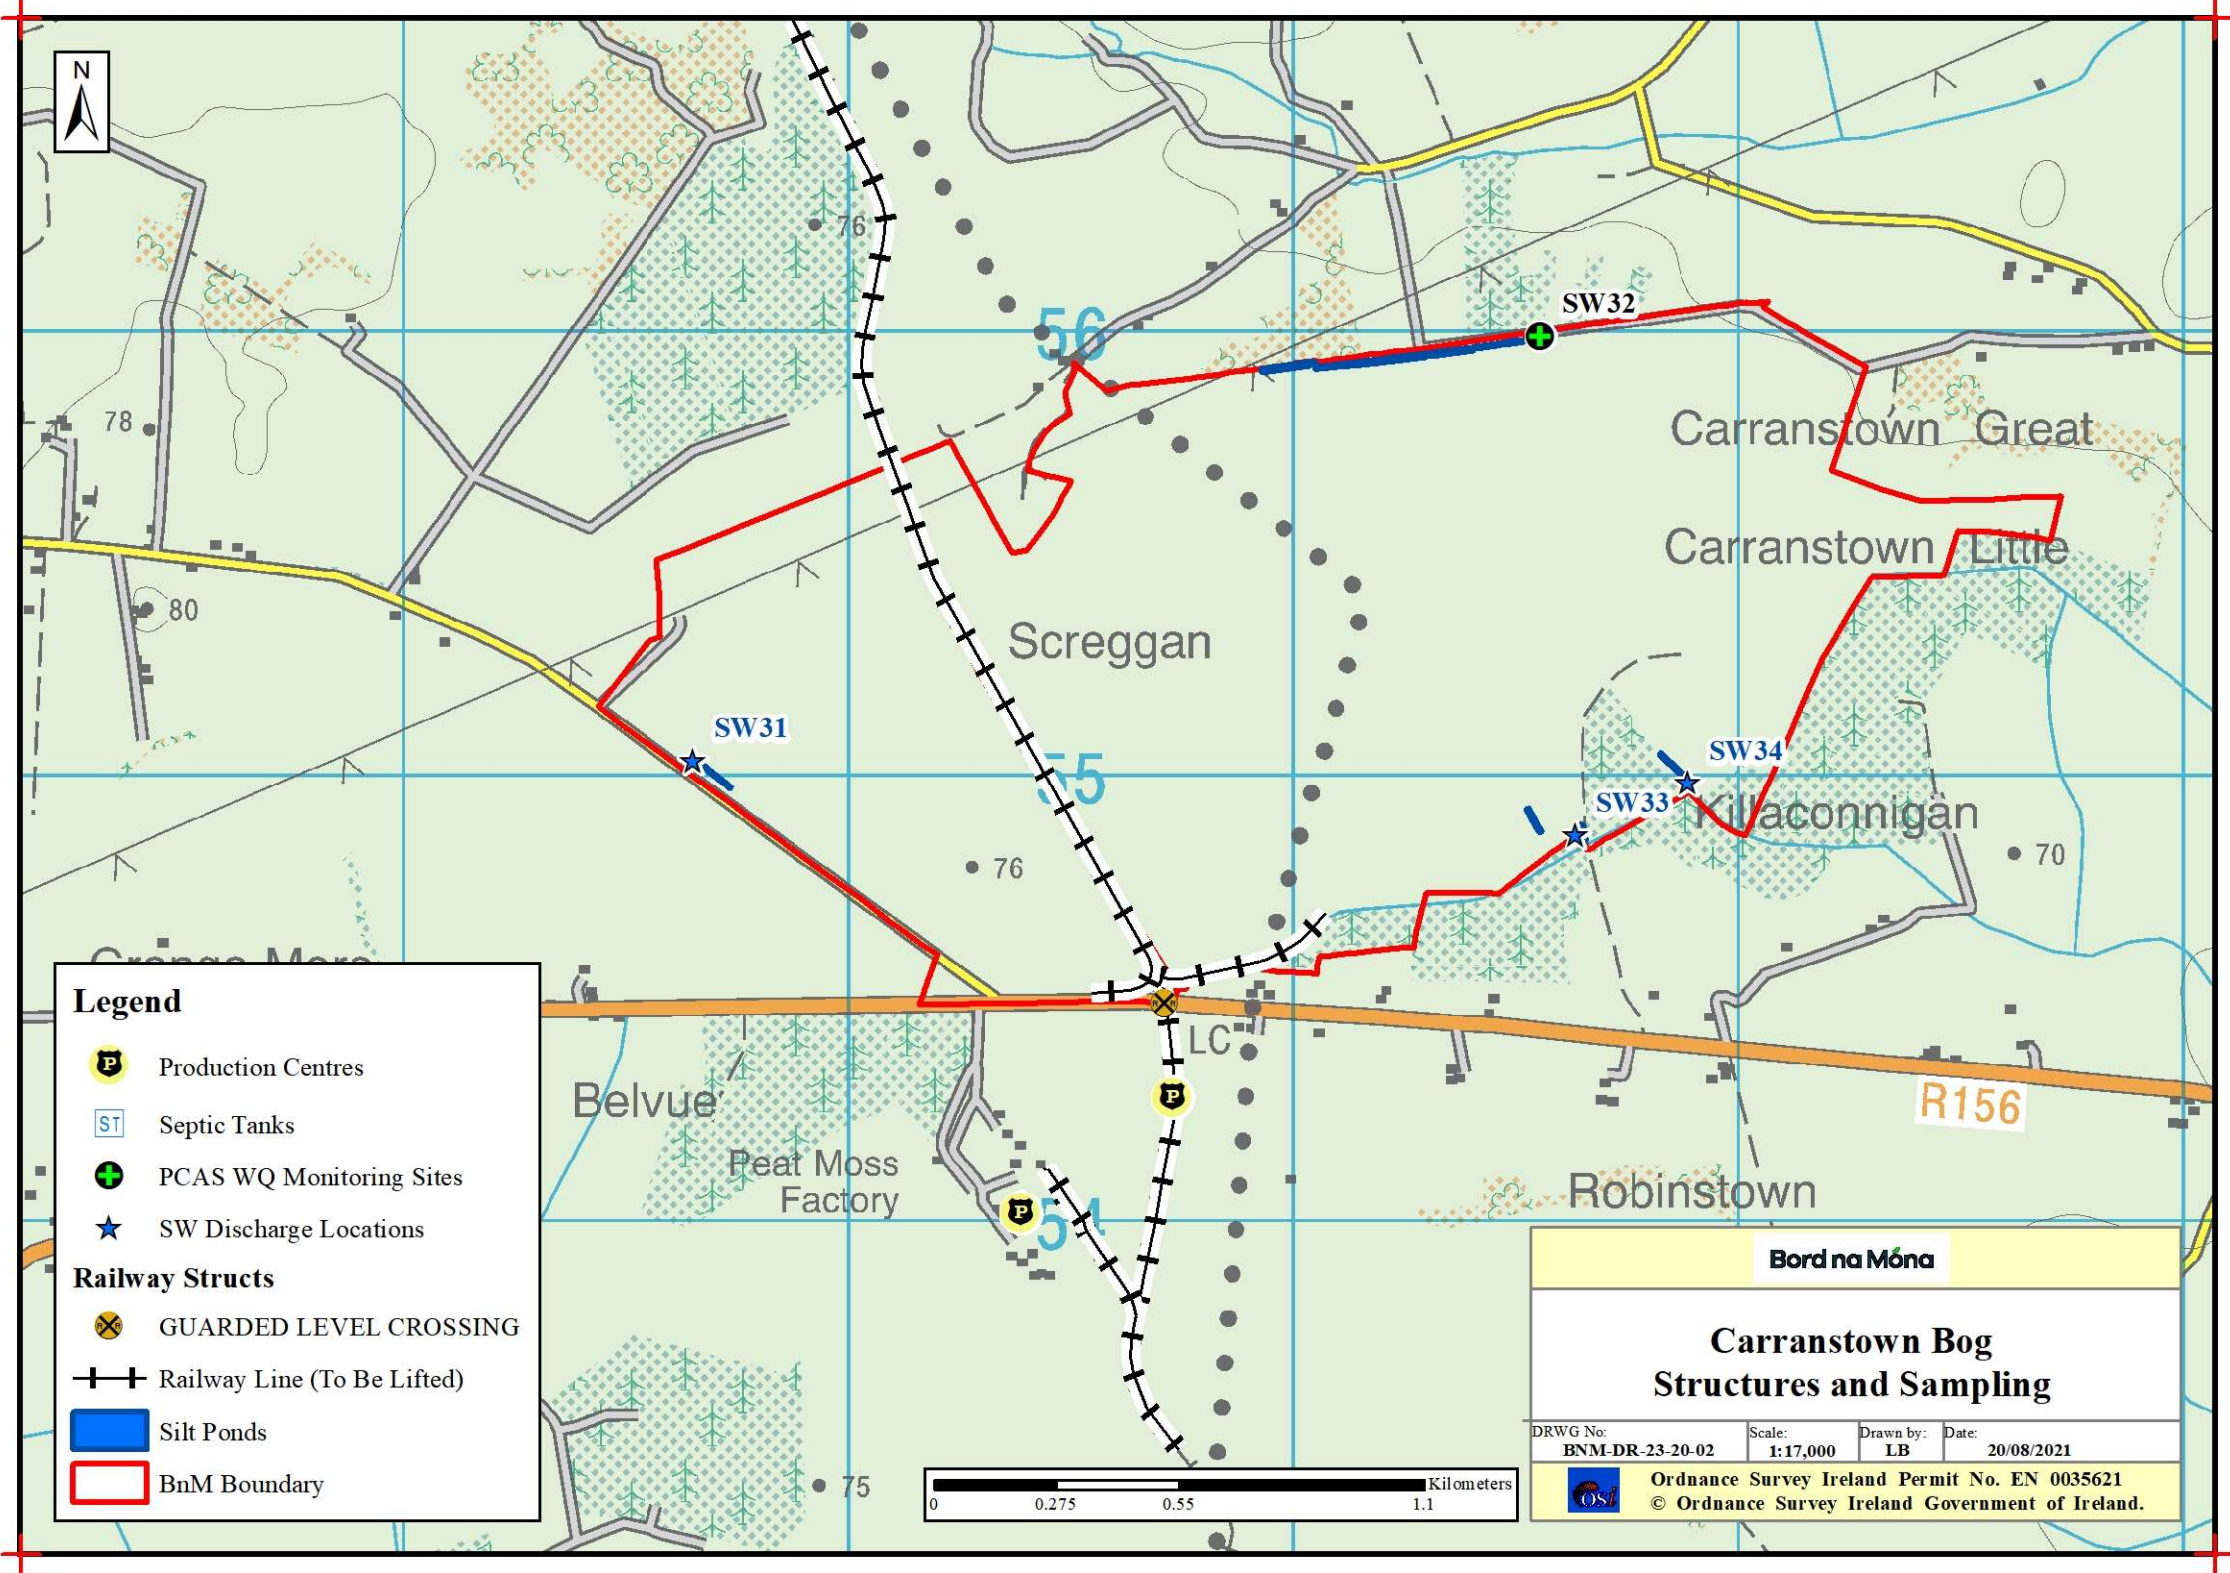 N
76
56
SW32
78
Carranstown Great
Carranstown Little
80
Screggan
SW31
55
SW34
SW33
Killaconnigan
76
70
Legend
Production Centres
ST Septic Tanks
PCAS WQ Monitoring Sites
SW Discharge Locations
Railway Structs
GUARDED LEVEL CROSSING
Railway Line (To Be Lifted)
Silt Ponds
BnM Boundary
LC
P
R156
Belvue
Peat Moss
Factory
P
54
Robinstown
75
Kilometers
0 0.275 0.55 1.1
Bord na Móna
Carranstown Bog
Structures and Sampling
DRWG No: Scale: Drawn by: Date:
BNM-DR-23-20-02 1:17,000 LB 20/08/2021
osi
Ordnance Survey Ireland Permit No. EN 0035621
© Ordnance Survey Ireland Government of Ireland.